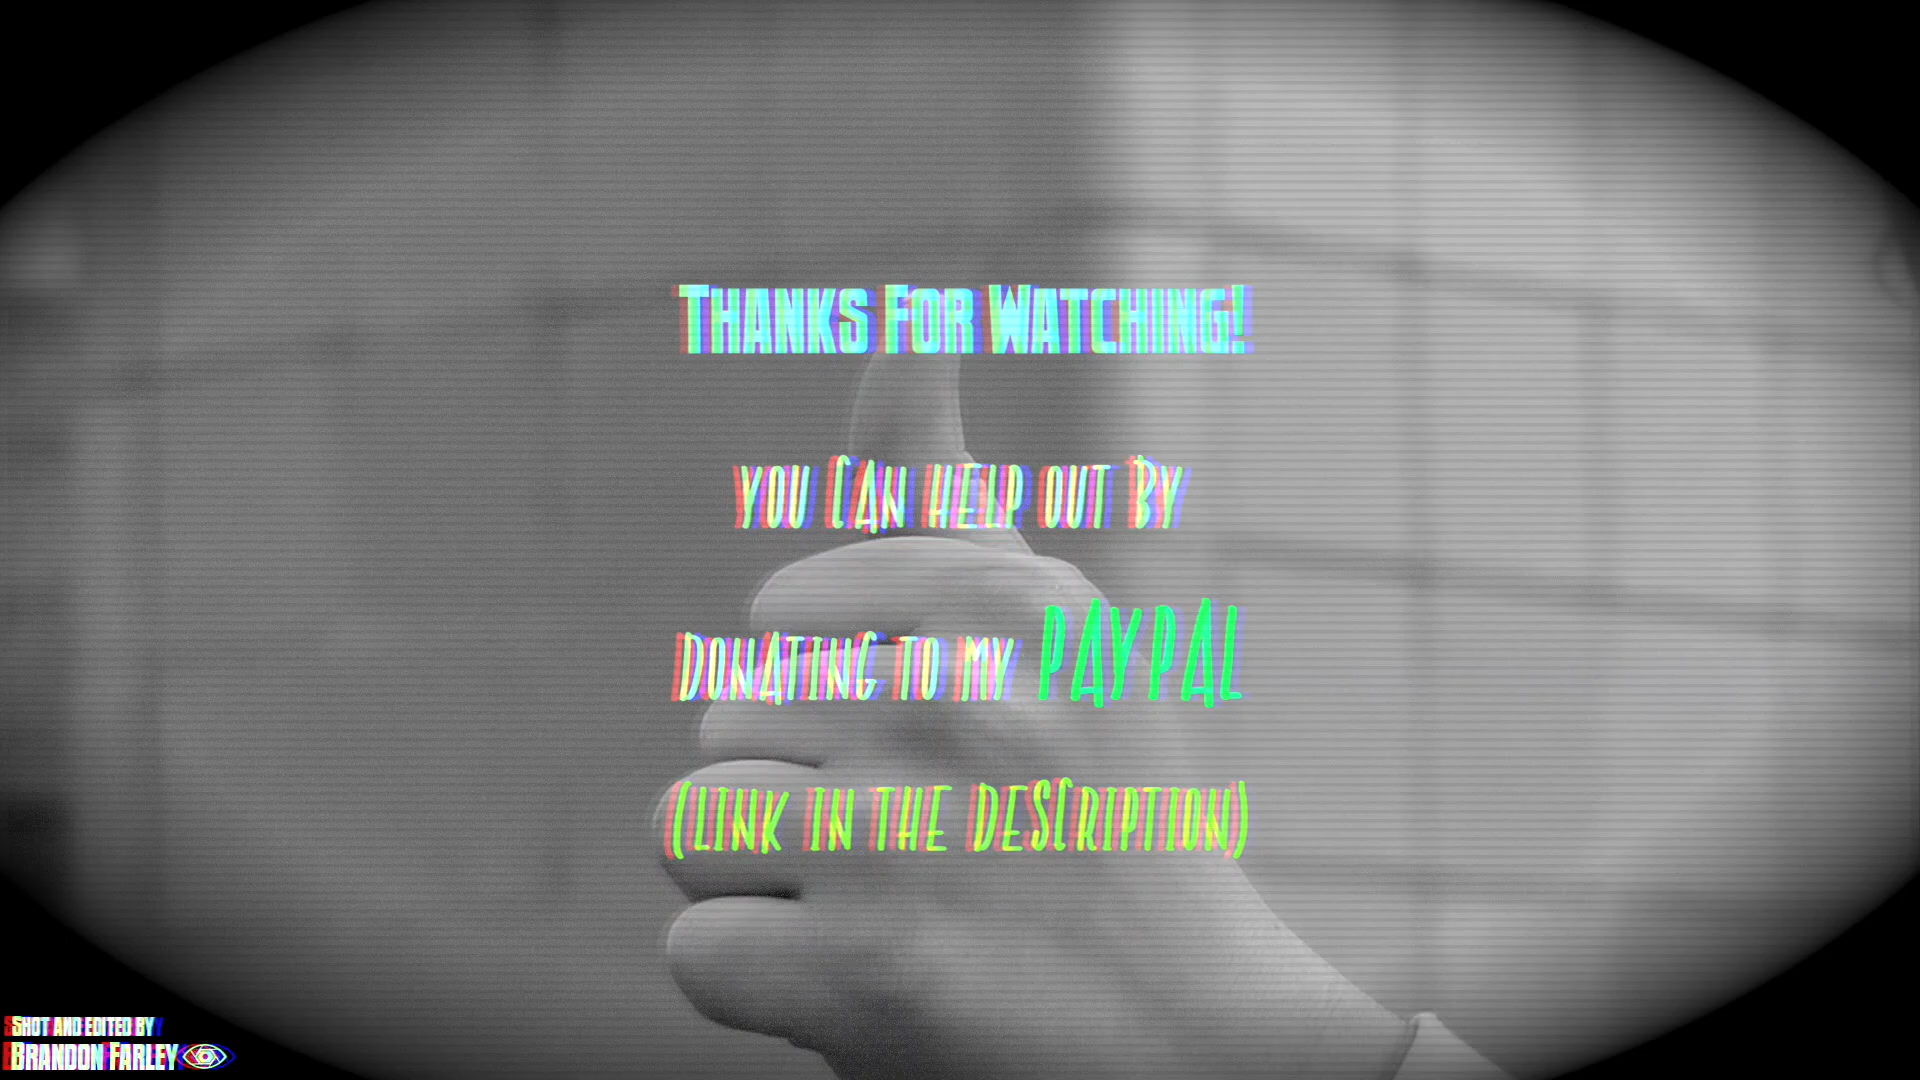 Thanks For Watching!
YOU CAN HELP OUT BY
DONATING TO MY PAYPAL
(LINK IN THE DESCRIPTION)
SHOT AND EDITED BY
BRANDON FARLEY